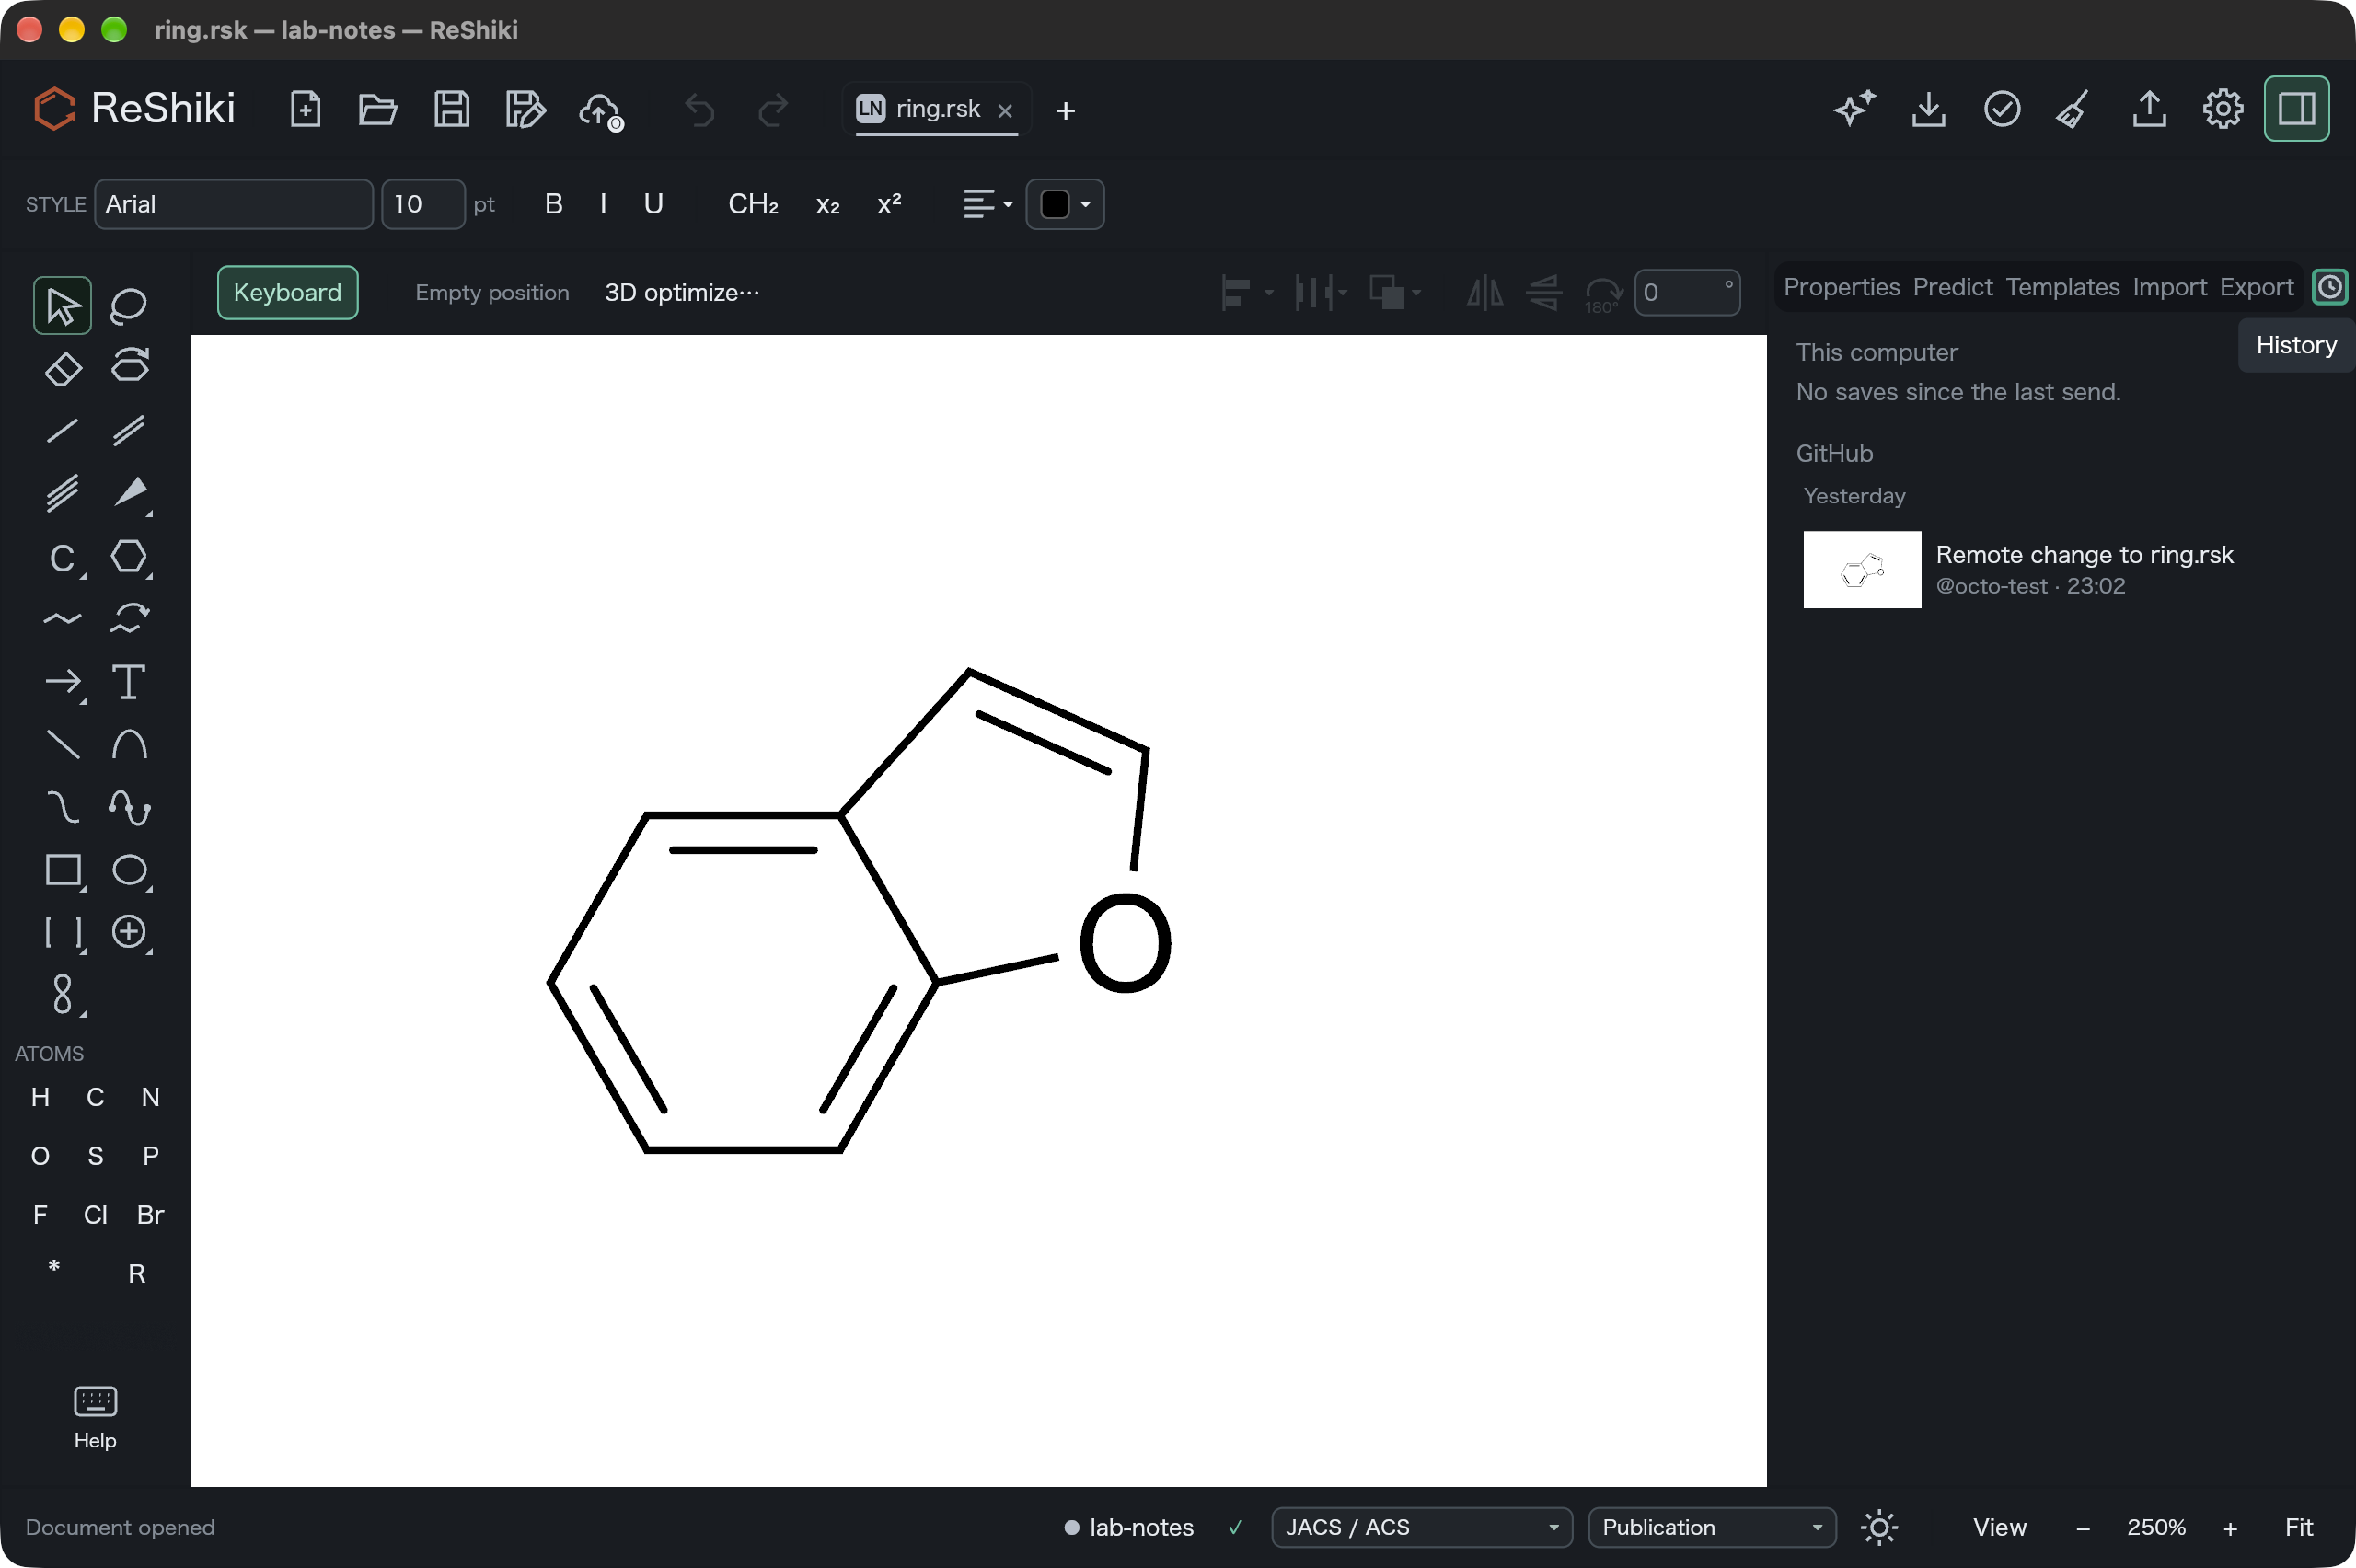 ring.rsk — lab-notes — ReShiki
ReShiki
0
LN ring.rsk × +
STYLE Arial 10 pt B I U CH₂ x₂ x²
Keyboard Empty position 3D optimize··· 180° 0 °
Properties Predict Templates Import Export
History
This computer
No saves since the last send.
GitHub
Yesterday
Remote change to ring.rsk
@octo-test · 23:02
C
T
[ ]
ATOMS
H C N
O S P
F Cl Br
* R
Help
O
O
Document opened
lab-notes ✓ JACS / ACS Publication View − 250% + Fit